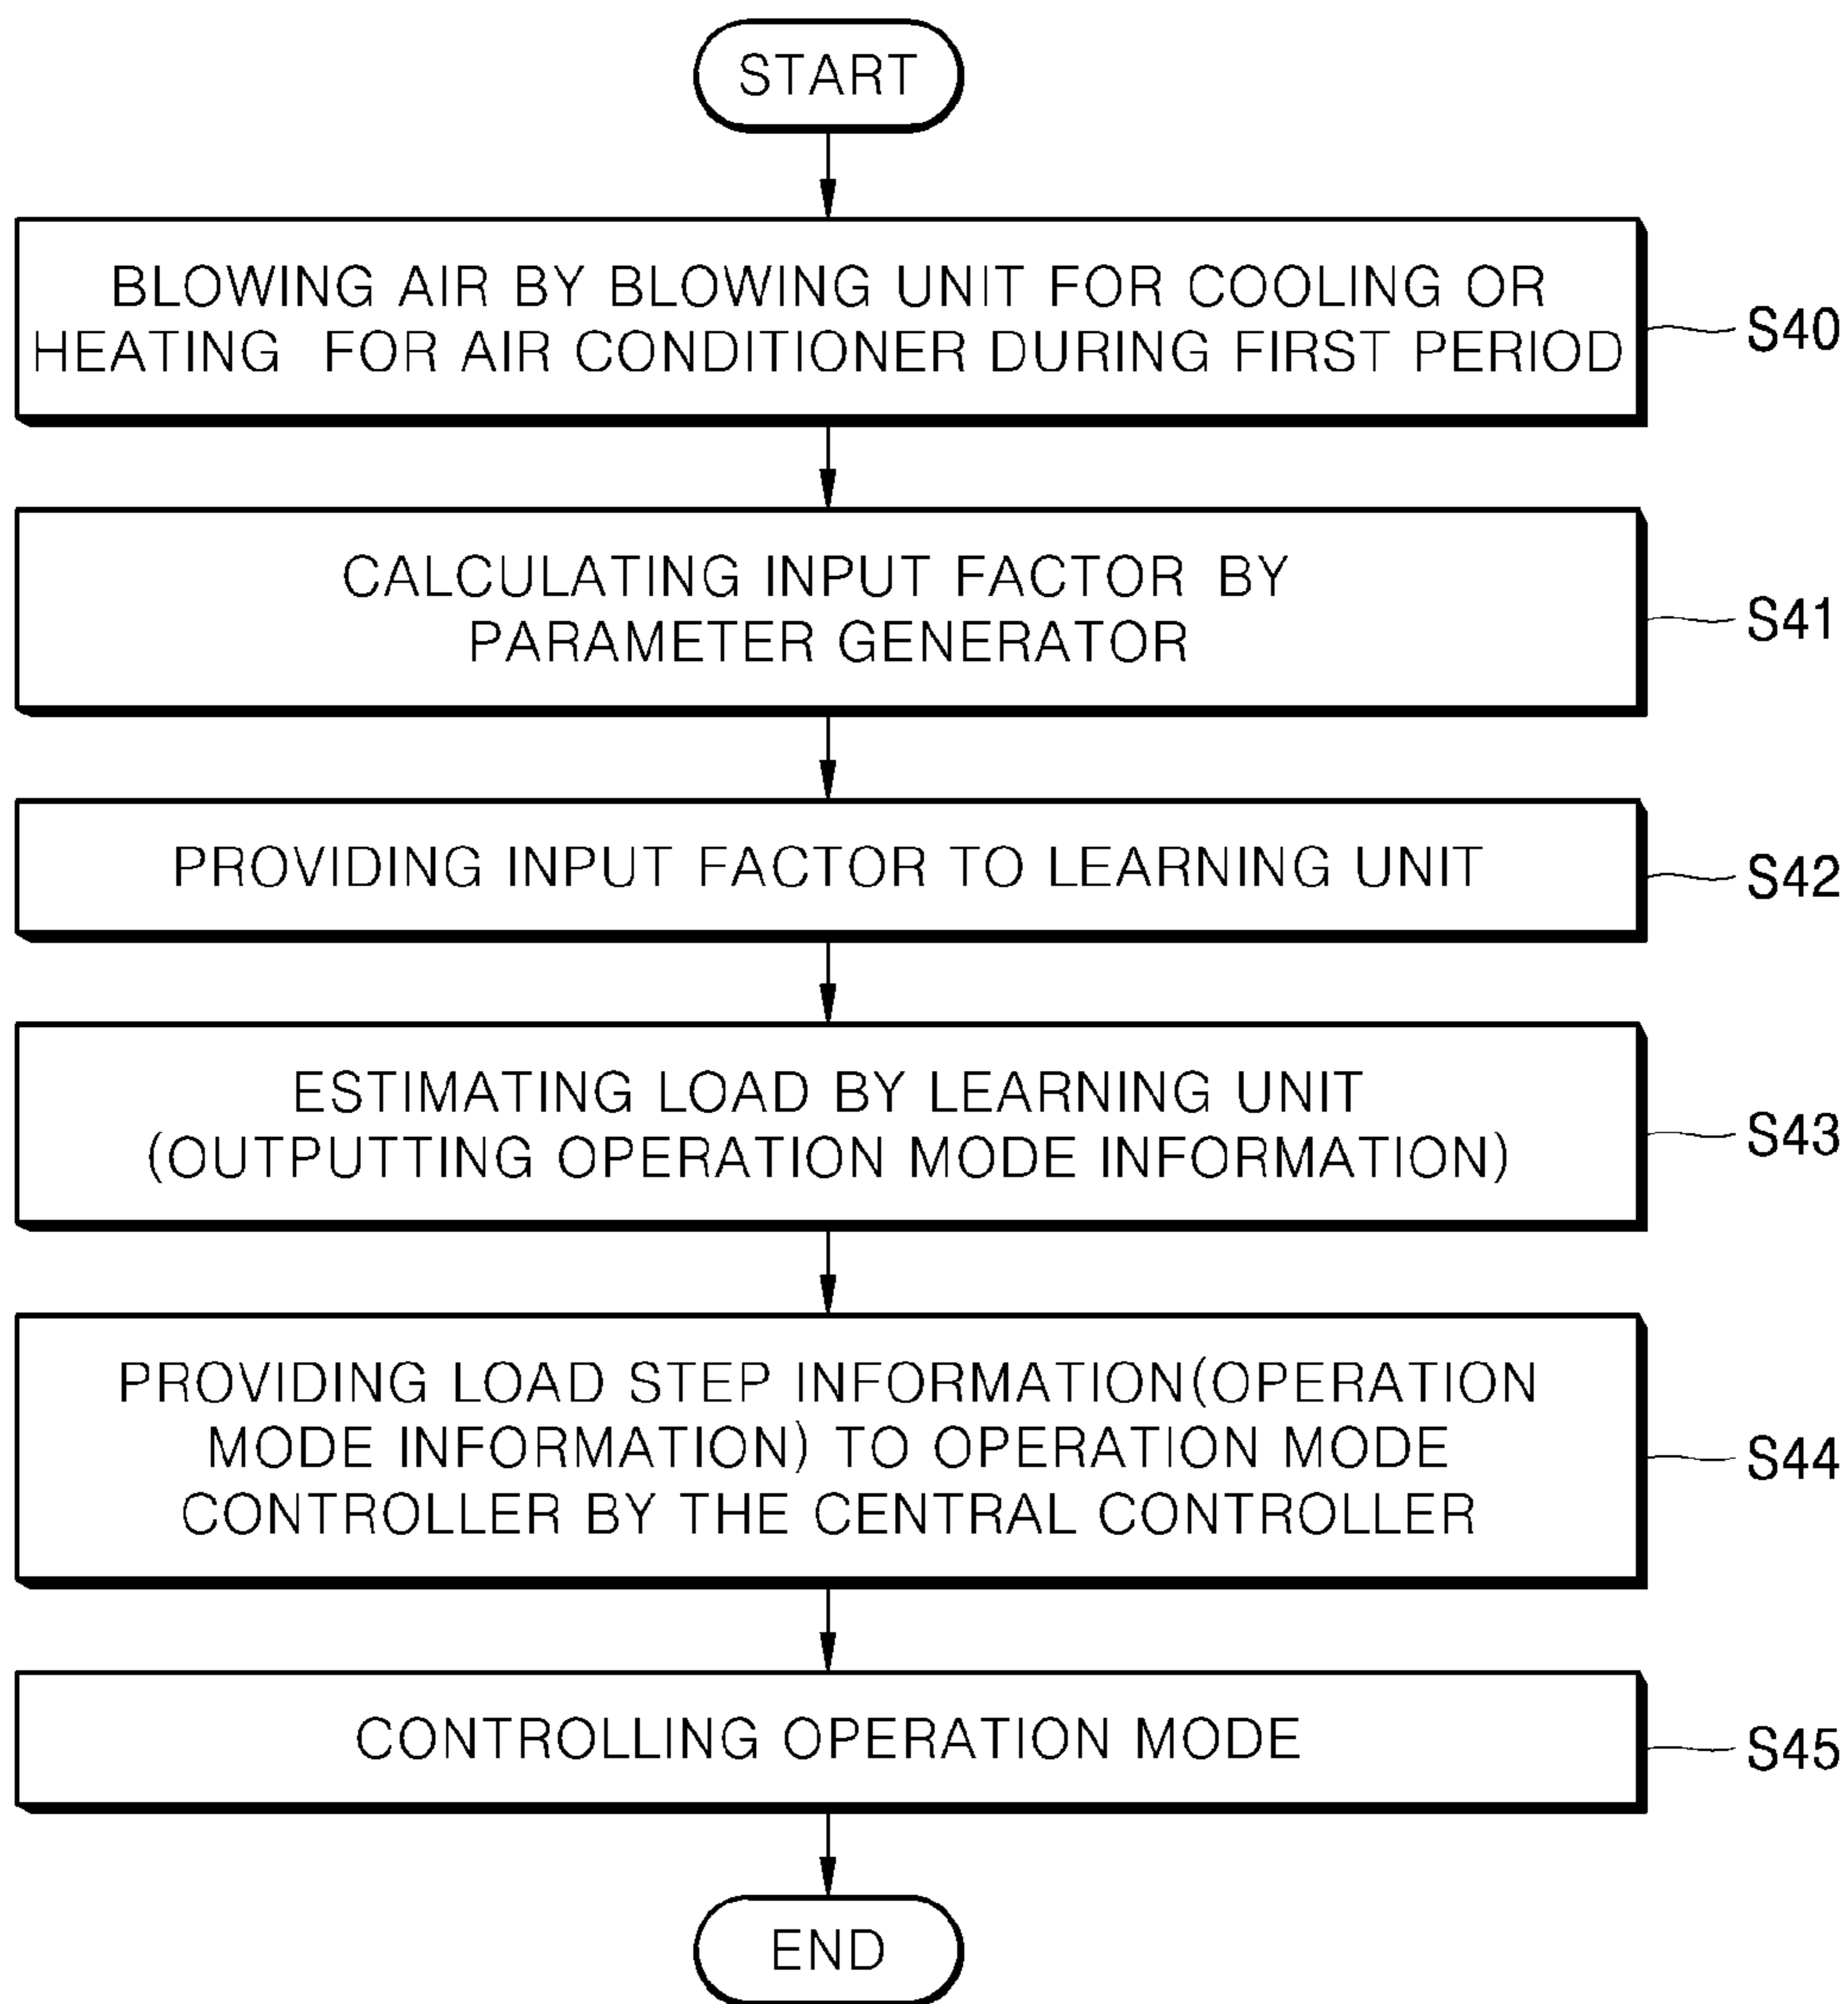 START
BLOWING AIR BY BLOWING UNIT FOR COOLING OR
HEATING FOR AIR CONDITIONER DURING FIRST PERIOD
S40
CALCULATING INPUT FACTOR BY
PARAMETER GENERATOR
S41
PROVIDING INPUT FACTOR TO LEARNING UNIT
S42
ESTIMATING LOAD BY LEARNING UNIT
(OUTPUTTING OPERATION MODE INFORMATION)
S43
PROVIDING LOAD STEP INFORMATION(OPERATION
MODE INFORMATION) TO OPERATION MODE
CONTROLLER BY THE CENTRAL CONTROLLER
S44
CONTROLLING OPERATION MODE
S45
END